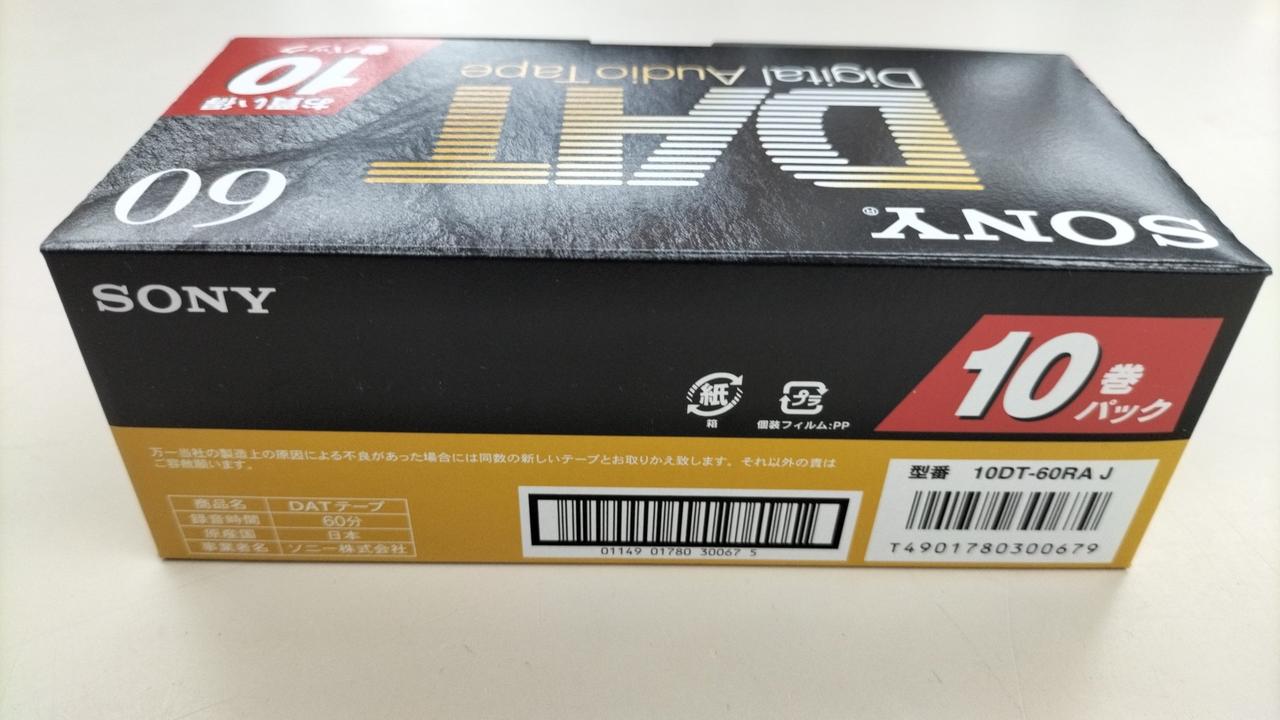 お買い得
10
巻パック
Digital Audio Tape
DAT
60
SONY®
SONY
10巻
パック
紙
箱
プラ
個装フィルム:PP
万一当社の製造上の原因による不良があった場合には同数の新しいテープとお取りかえ致します。それ以外の責は
ご容赦願います。
商品名 DATテープ
録音時間 60分
原産国 日本
事業者名 ソニー株式会社
01149 01780 30067 5
型番 10DT-60RA J
T4901780300679